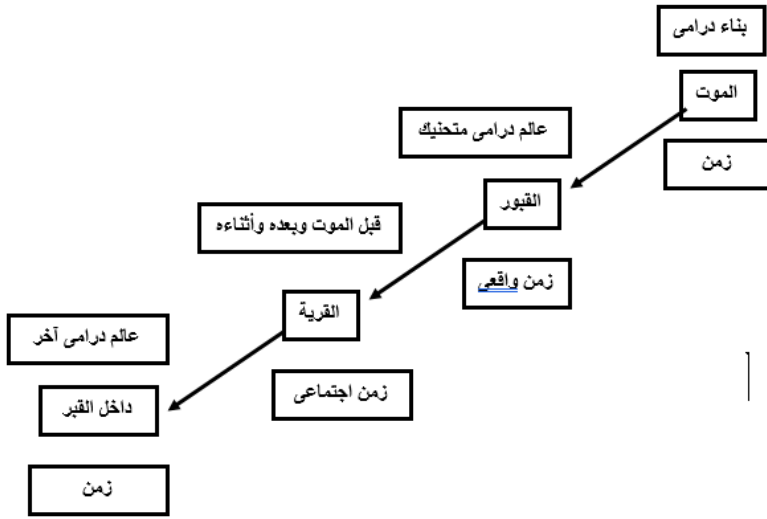 بناء درامى
الموت
زمن
عالم درامى متحنيك
القبور
زمن واقعى
قبل الموت وبعده وأثناءه
القرية
زمن اجتماعى
عالم درامى آخر
داخل القبر
زمن